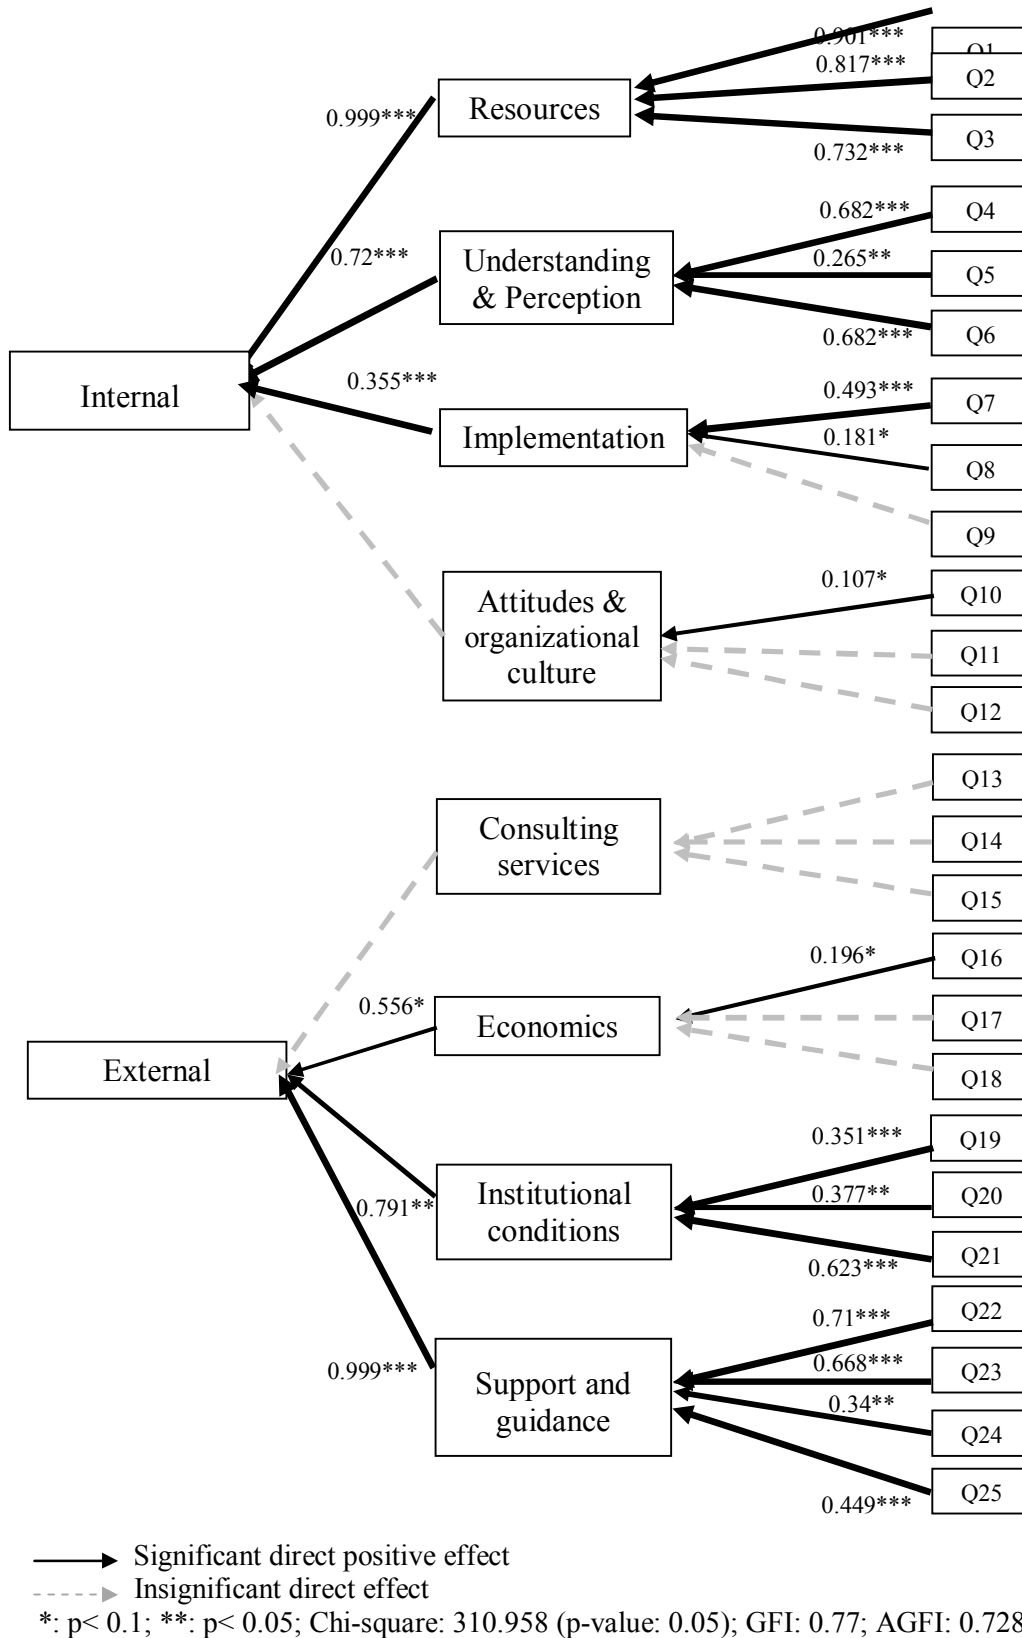 0.901***
Q1
0.817***
Q2
Resources
0.999***
Q3
0.732***
0.682***
Q4
0.72***
Understanding
& Perception
0.265**
Q5
0.682***
Q6
Internal
0.355***
0.493***
Q7
Implementation
0.181*
Q8
Q9
0.107*
Q10
Attitudes &
organizational
culture
Q11
Q12
Q13
Consulting
services
Q14
Q15
0.196*
Q16
0.556*
Economics
Q17
External
Q18
0.351***
Q19
Institutional
conditions
0.377**
Q20
0.791**
0.623***
Q21
0.71***
Q22
0.999***
Support and
guidance
0.668***
Q23
0.34**
Q24
0.449***
Q25
Significant direct positive effect
Insignificant direct effect
*: p< 0.1; **: p< 0.05; Chi-square: 310.958 (p-value: 0.05); GFI: 0.77; AGFI: 0.728